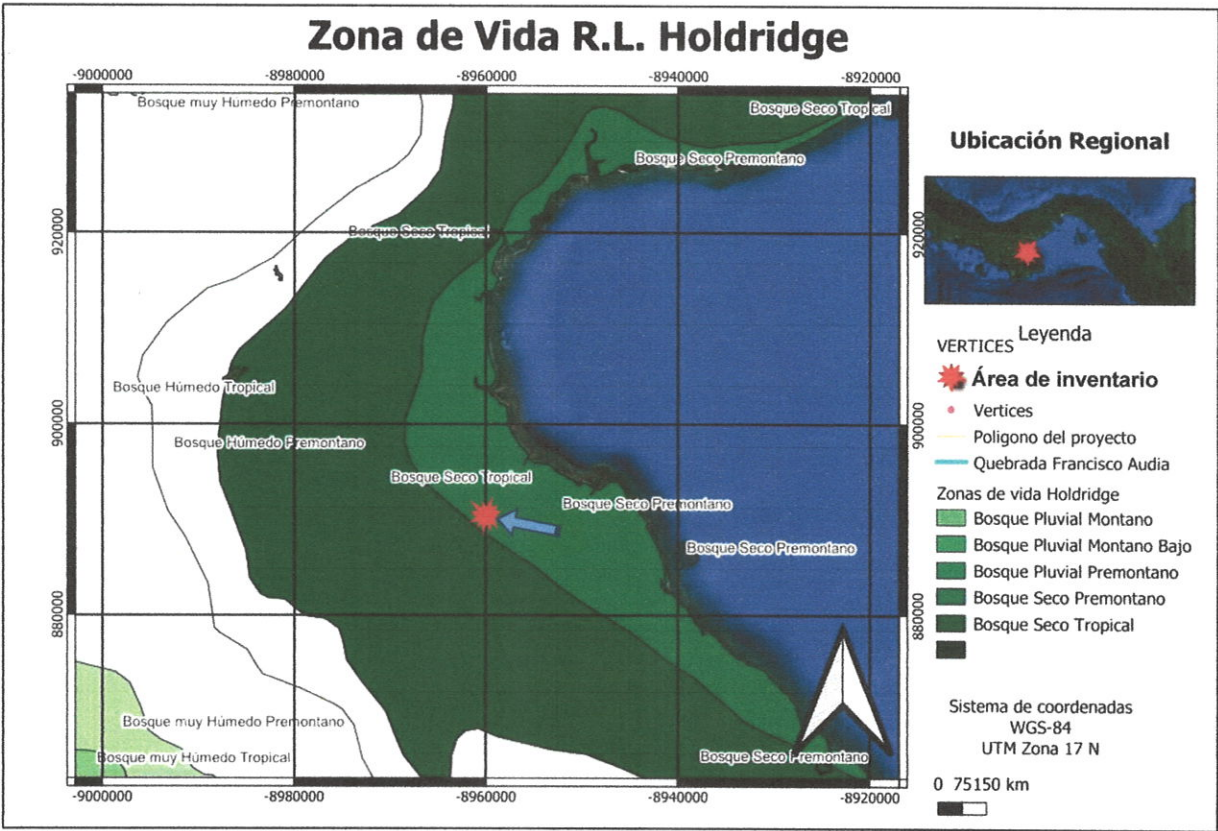 Zona de Vida R.L. Holdridge
-9000000 -8980000 -8960000 -8940000 -8920000
Bosque muy Húmedo Premontano
Bosque Seco Tropical
Bosque Seco Premontano
920000
Bosque Seco Tropical
920000
Bosque Húmedo Tropical
900000
Bosque Húmedo Premontano
900000
Bosque Seco Tropical
Bosque Seco Premontano
Bosque Seco Premontano
880000
880000
Bosque muy Húmedo Premontano
Bosque muy Húmedo Tropical
Bosque Seco Premontano
-9000000 -8980000 -8960000 -8940000 -8920000
Ubicación Regional
Leyenda
VERTICES
Área de inventario
Vertices
Poligono del proyecto
Quebrada Francisco Audia
Zonas de vida Holdridge
Bosque Pluvial Montano
Bosque Pluvial Montano Bajo
Bosque Pluvial Premontano
Bosque Seco Premontano
Bosque Seco Tropical
Sistema de coordenadas
WGS-84
UTM Zona 17 N
0 75150 km